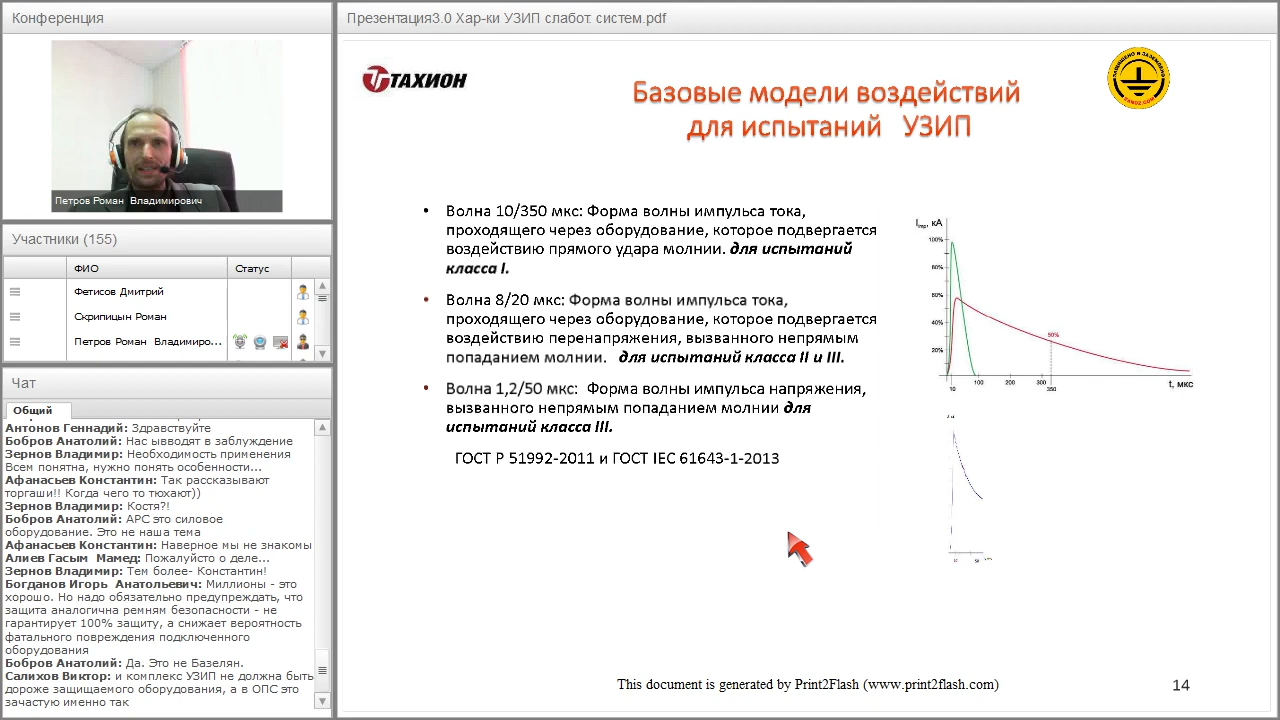 Конференция
Петров Роман Владимирович
Участники (155)
ФИО
Статус
Фетисов Дмитрий
Скрипицын Роман
Петров Роман Владимиро...
Чат
Общий
Антонов Геннадий: Здравствуйте
Бобров Анатолий: Нас ывводят в заблуждение
Зернов Владимир: Необходимость применения
Всем понятна, нужно понять особенности...
Афанасьев Константин: Так рассказывают
торгаши!! Когда чего то тюхают))
Зернов Владимир: Костя?!
Бобров Анатолий: АРС это силовое
оборудование. Это не наша тема
Афанасьев Константин: Наверное мы не знакомы
Алиев Гасым Мамед: Пожалуйсто о деле...
Зернов Владимир: Тем более- Константин!
Богданов Игорь Анатольевич: Миллионы - это
хорошо. Но надо обязательно предупреждать, что
защита аналогична ремням безопасности - не
гарантирует 100% защиту, а снижает вероятность
фатального повреждения подключенного
оборудования
Бобров Анатолий: Да. Это не Базелян.
Салихов Виктор: и комплекс УЗИП не должна быть
дороже защищаемого оборудования, а в ОПС это
зачастую именно так
Презентация3.0 Хар-ки УЗИП слабот. систем.pdf
ТАХИОН
ЗАЩИЩЕНО И ЗАЗЕМЛЕНО
ZANDZ.COM
Базовые модели воздействий
для испытаний УЗИП
• Волна 10/350 мкс: Форма волны импульса тока,
проходящего через оборудование, которое подвергается
воздействию прямого удара молнии. для испытаний
класса I.
• Волна 8/20 мкс: Форма волны импульса тока,
проходящего через оборудование, которое подвергается
воздействию перенапряжения, вызванного непрямым
попаданием молнии. для испытаний класса II и III.
• Волна 1,2/50 мкс: Форма волны импульса напряжения,
вызванного непрямым попаданием молнии для
испытаний класса III.
ГОСТ Р 51992-2011 и ГОСТ IEC 61643-1-2013
Iimp, кА
100%
80%
60%
40%
20%
50%
10 100 200 300
350
t, мкс
This document is generated by Print2Flash (www.print2flash.com)
14